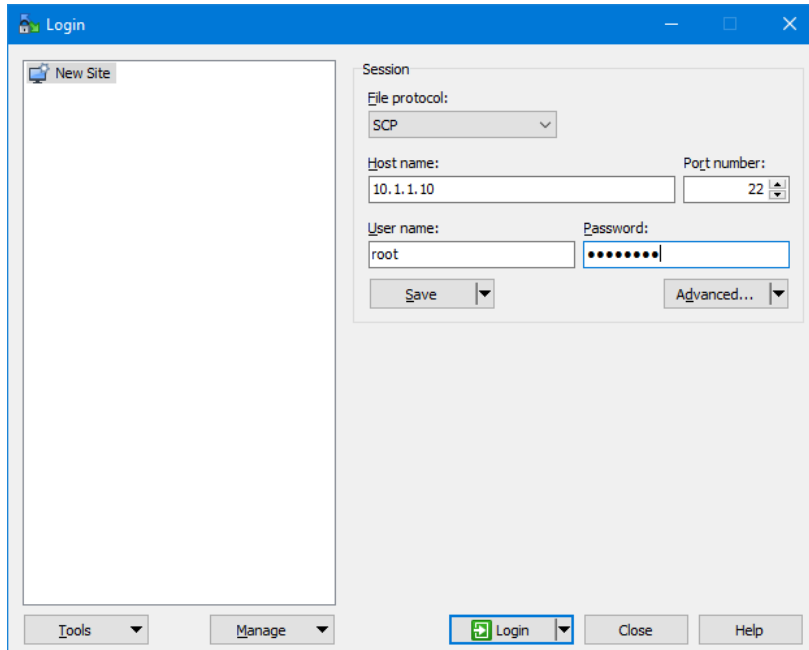 Login
New Site
Session
File protocol:
SCP
Host name:
Port number:
10.1.1.10
22
User name:
Password:
root
••••••••
Save
Advanced...
Tools
Manage
Login
Close
Help